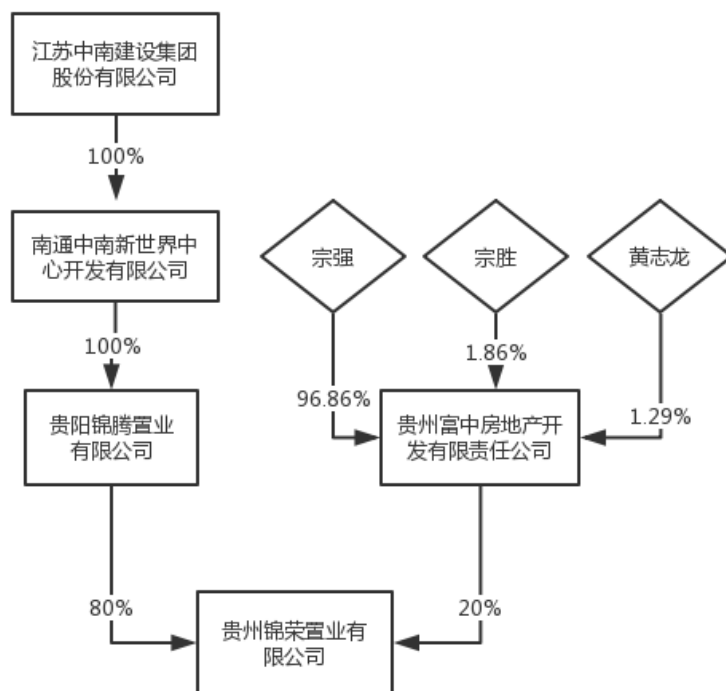 江苏中南建设集团
股份有限公司
100%
南通中南新世界中
心开发有限公司
宗强
宗胜
黄志龙
100%
1.86%
96.86%
1.29%
贵阳锦腾置业
有限公司
贵州富中房地产开
发有限责任公司
80%
20%
贵州锦荣置业有
限公司